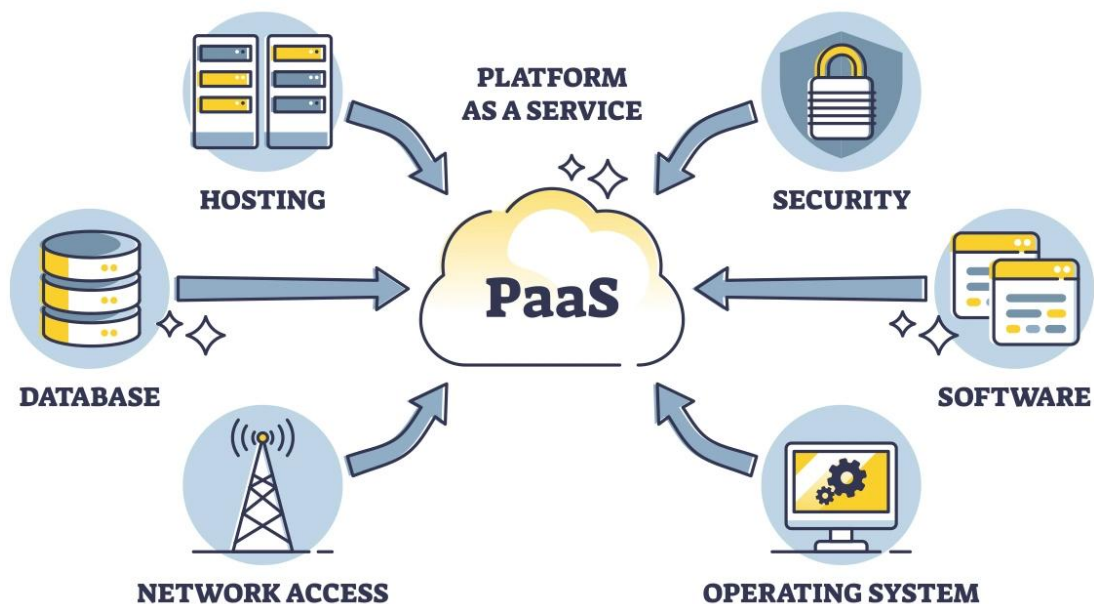 PLATFORM
AS A SERVICE
HOSTING
SECURITY
PaaS
DATABASE
SOFTWARE
NETWORK ACCESS
OPERATING SYSTEM